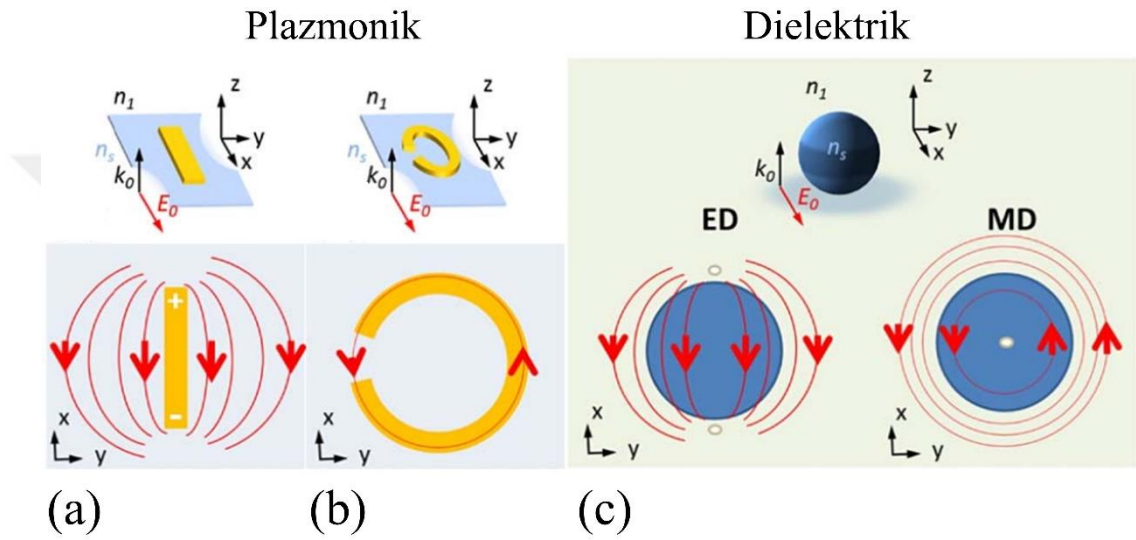 Plazmonik
Dielektrik
n1
z
y
x
ns
k0
E0
n1
z
y
x
ns
k0
E0
n1
z
y
x
ns
k0
E0
ED
MD
+
-
x
y
x
y
x
y
x
y
(a)
(b)
(c)